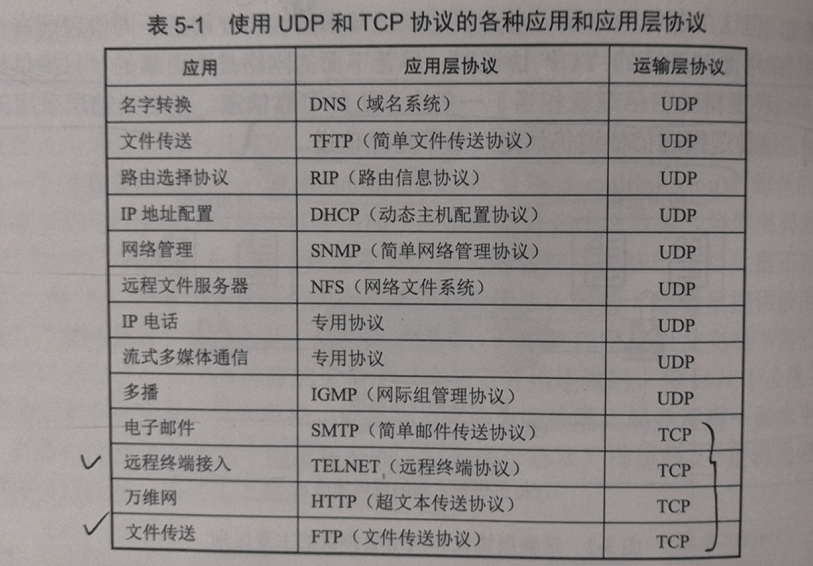 表 5-1 使用 UDP 和 TCP 协议的各种应用和应用层协议
应用 应用层协议 运输层协议
名字转换 DNS（域名系统） UDP
文件传送 TFTP（简单文件传送协议） UDP
路由选择协议 RIP（路由信息协议） UDP
IP 地址配置 DHCP（动态主机配置协议） UDP
网络管理 SNMP（简单网络管理协议） UDP
远程文件服务器 NFS（网络文件系统） UDP
IP 电话 专用协议 UDP
流式多媒体通信 专用协议 UDP
多播 IGMP（网际组管理协议） UDP
电子邮件 SMTP（简单邮件传送协议） TCP
远程终端接入 TELNET（远程终端协议） TCP
万维网 HTTP（超文本传送协议） TCP
文件传送 FTP（文件传送协议） TCP